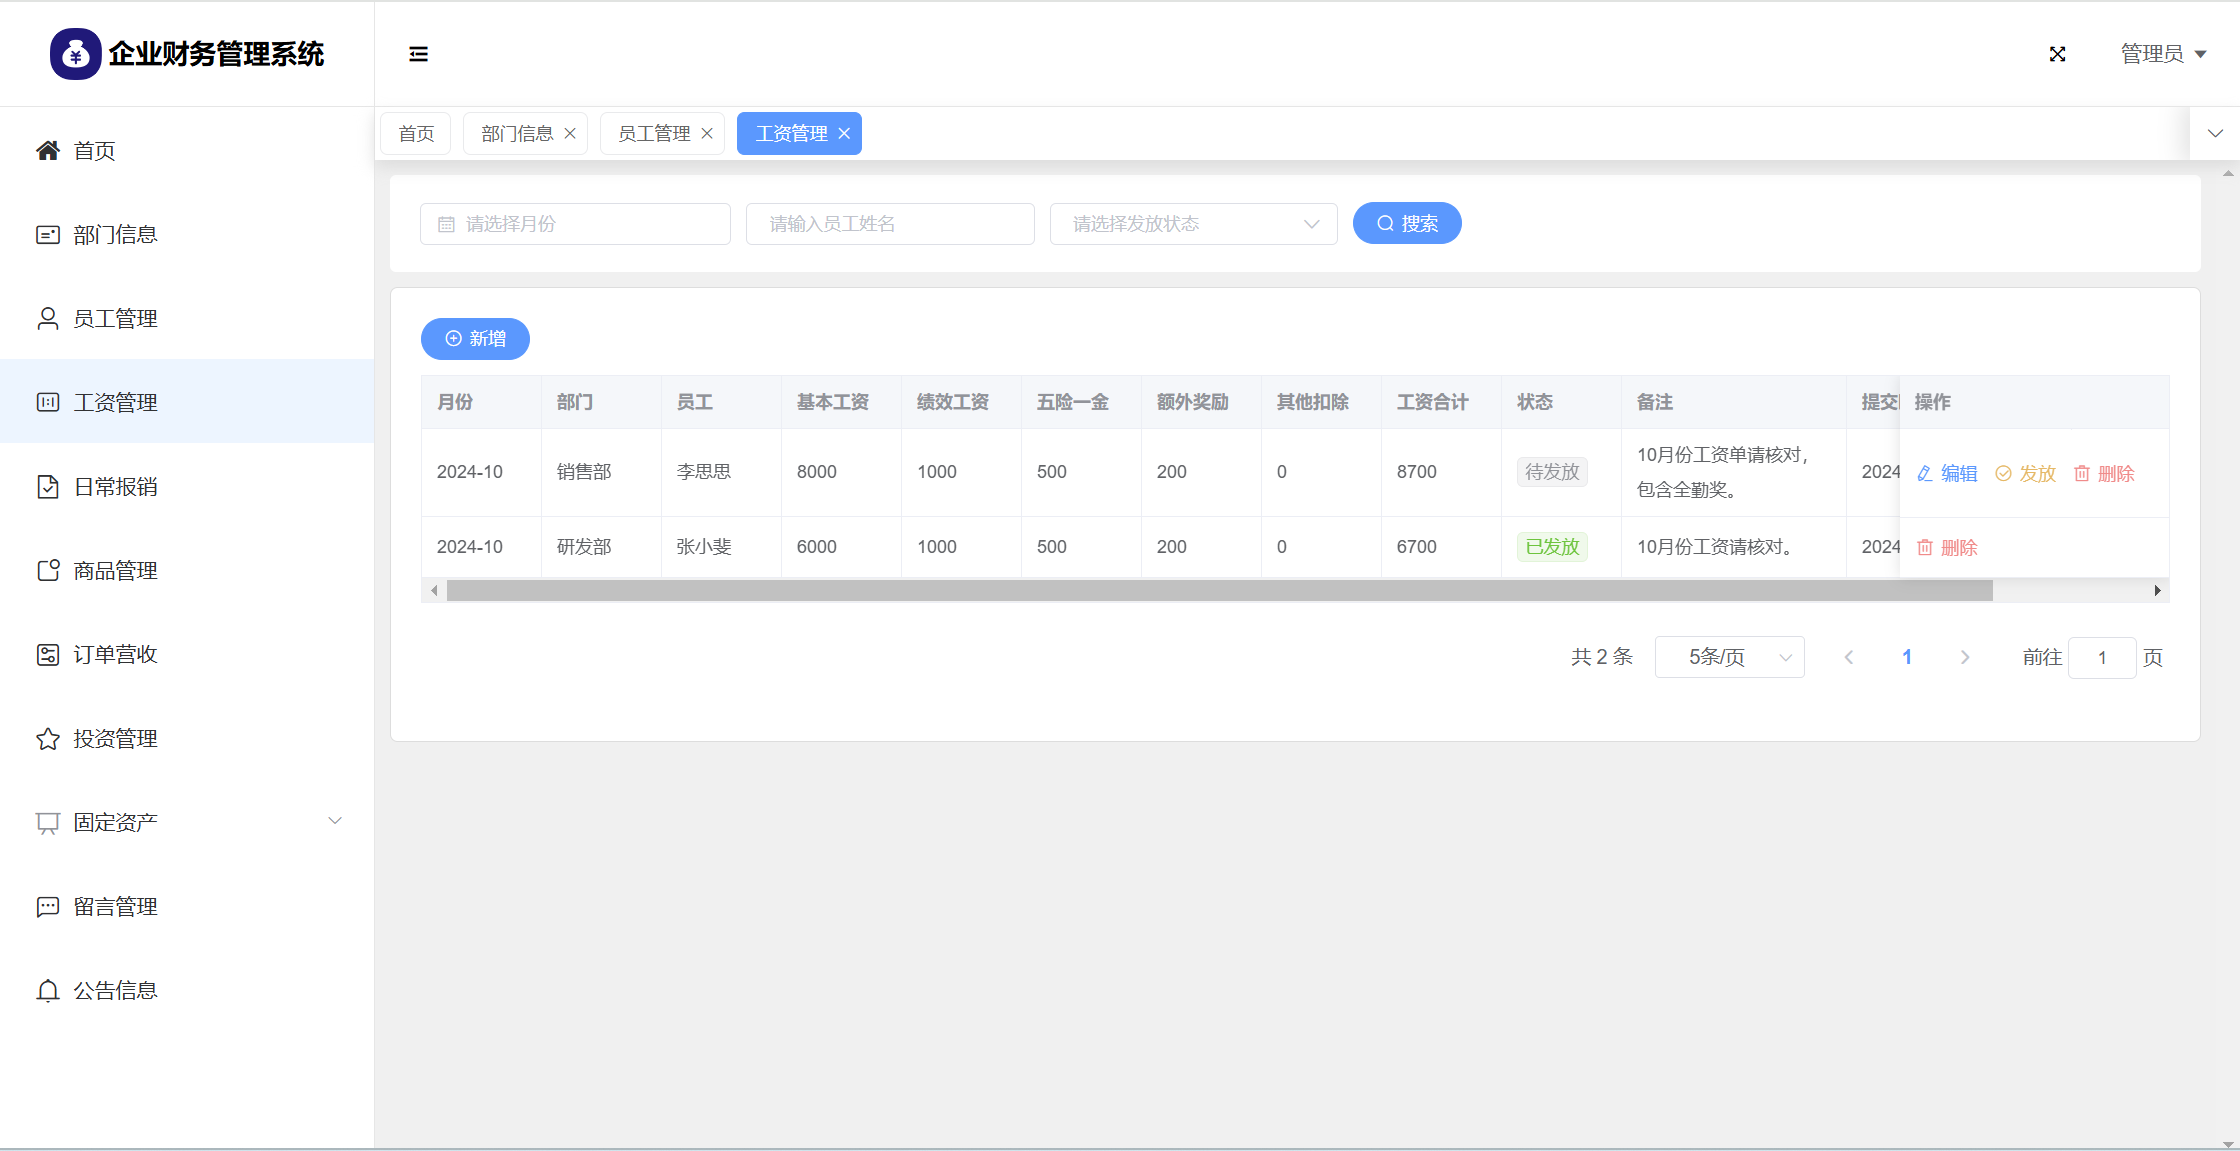 企业财务管理系统
管理员
首页
部门信息
员工管理
工资管理
日常报销
商品管理
订单营收
投资管理
固定资产
留言管理
公告信息
首页 部门信息 员工管理 工资管理
请选择月份 请输入员工姓名 请选择发放状态 搜索
新增
月份 部门 员工 基本工资 绩效工资 五险一金 额外奖励 其他扣除 工资合计 状态 备注 提交 操作
2024-10 销售部 李思思 8000 1000 500 200 0 8700 待发放 10月份工资单请核对，
包含全勤奖。 2024 编辑 发放 删除
2024-10 研发部 张小斐 6000 1000 500 200 0 6700 已发放 10月份工资请核对。 2024 删除
共 2 条 5条/页 1 前往 1 页